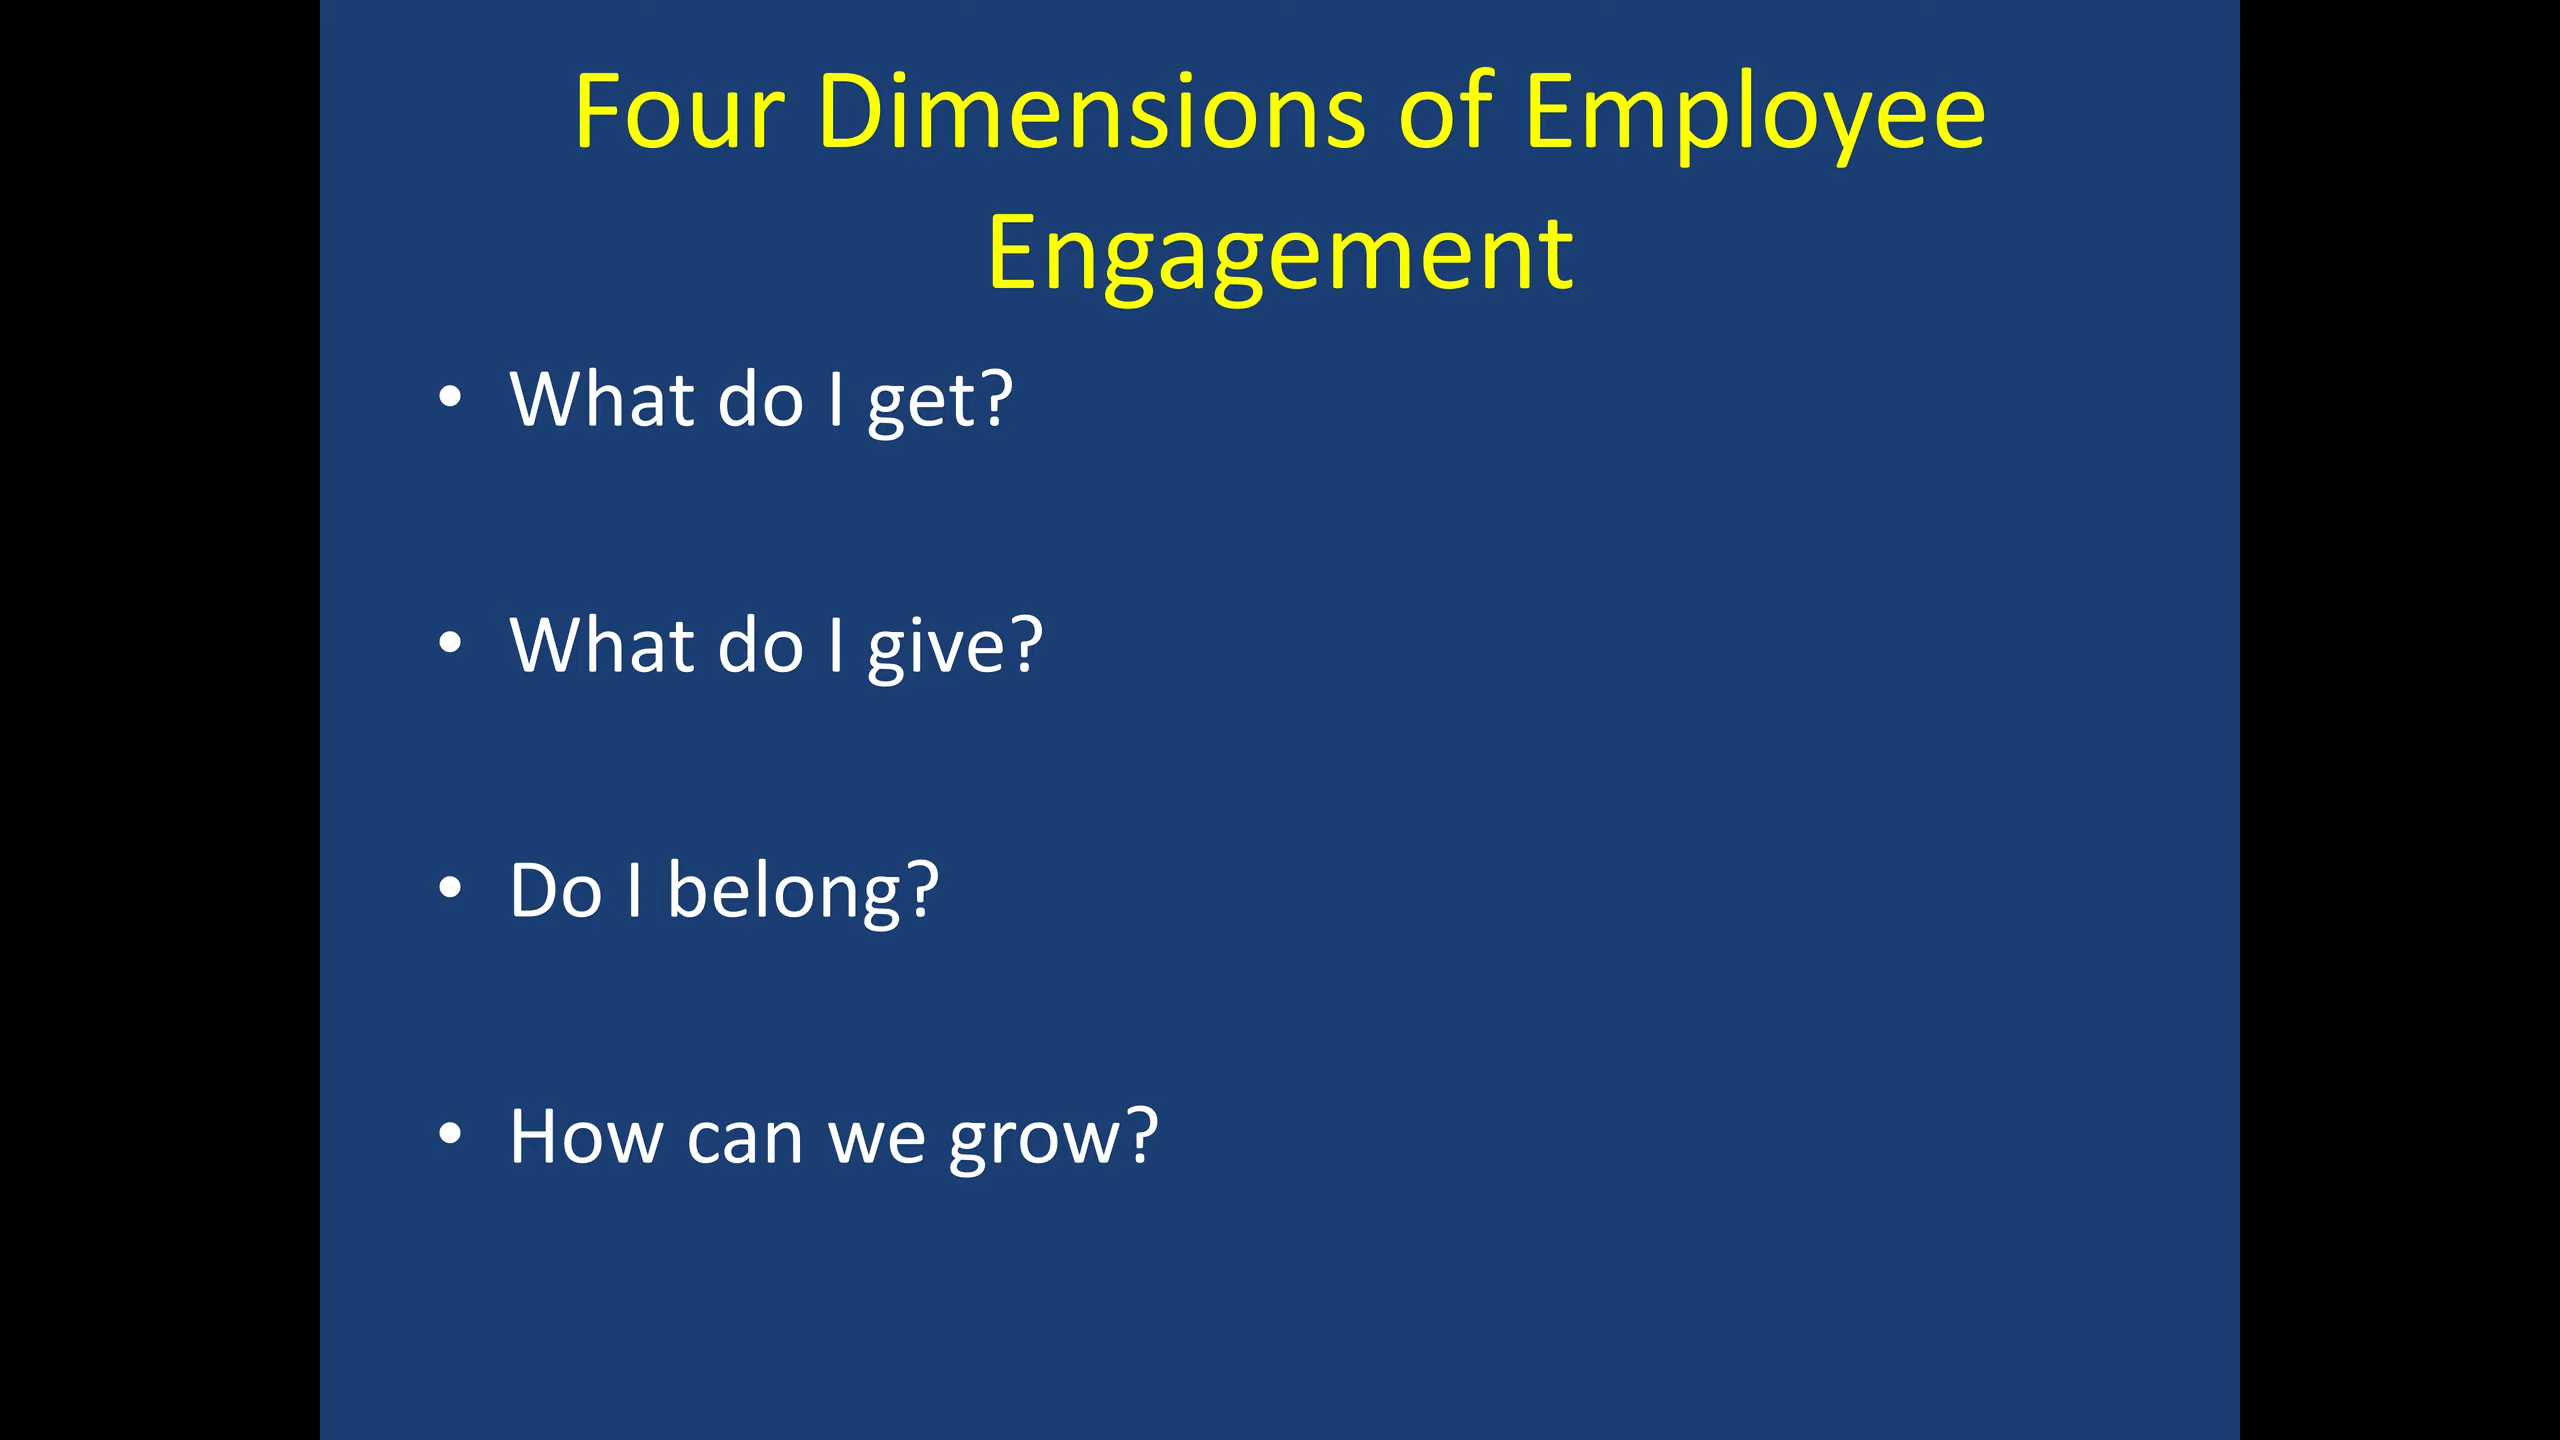 Four Dimensions of Employee
Engagement
• What do I get?
• What do I give?
• Do I belong?
• How can we grow?